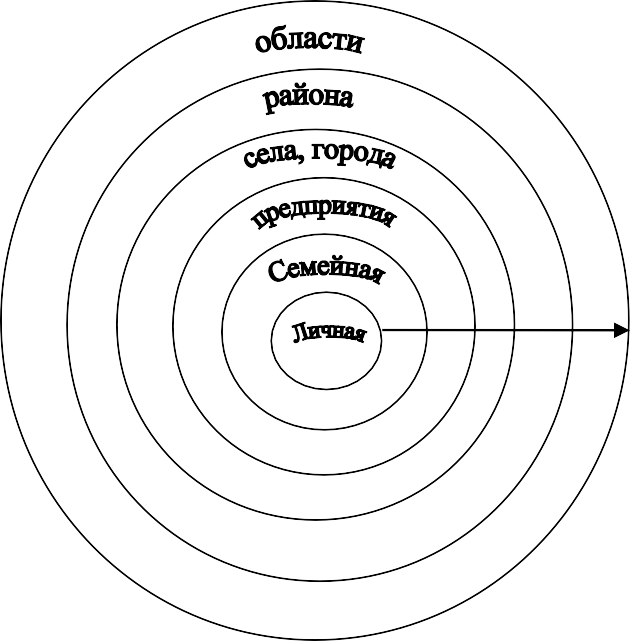 области
района
села, города
предприятия
Семейная
Личная